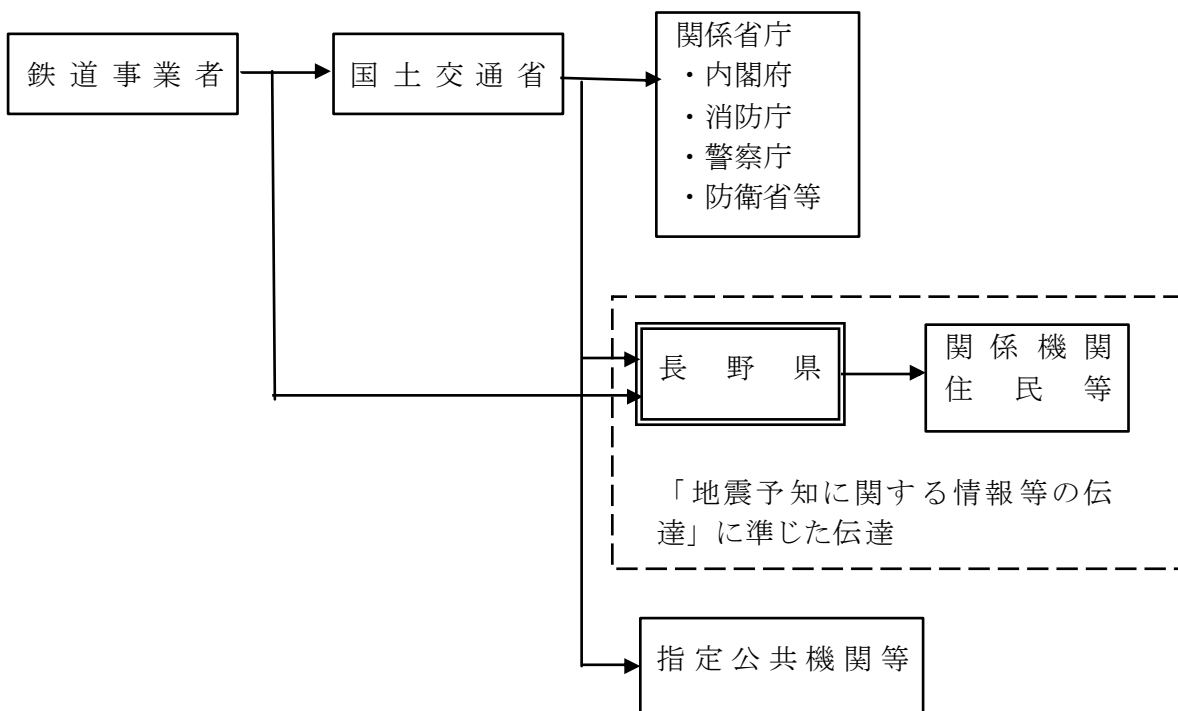 鉄道事業者
国土交通省
関係省庁
・内閣府
・消防庁
・警察庁
・防衛省等
長野県
関係機関
住民等
「地震予知に関する情報等の伝
達」に準じた伝達
指定公共機関等